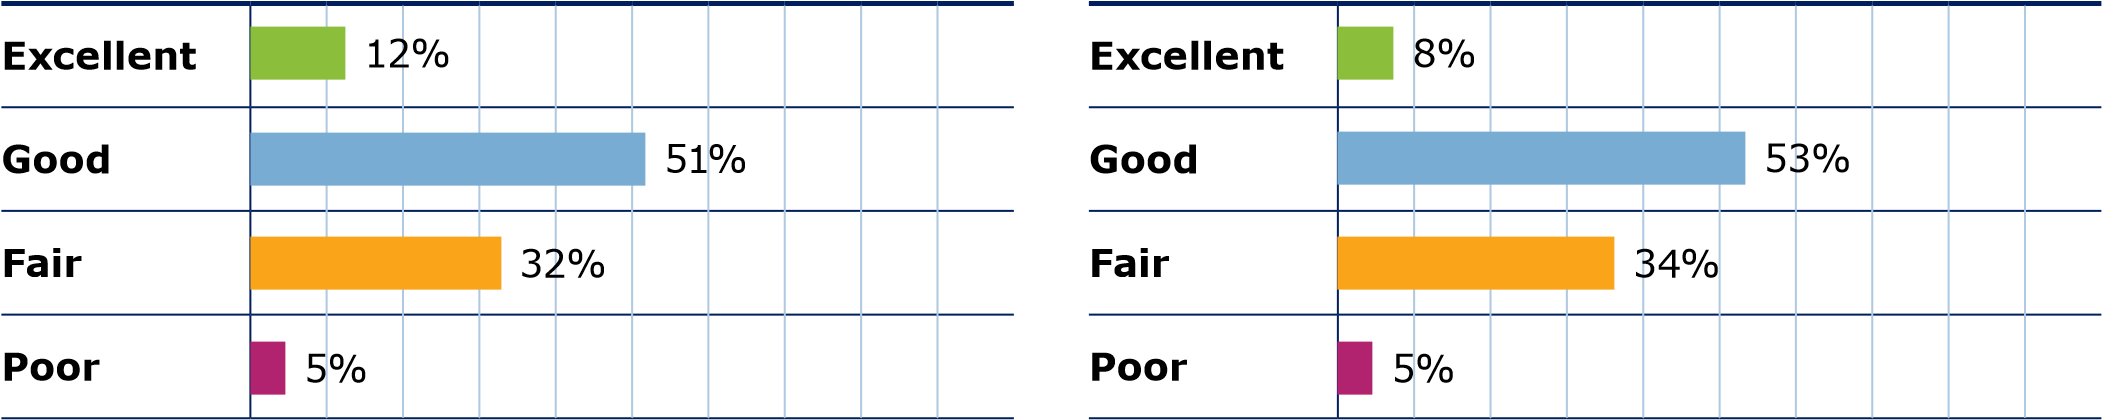 Excellent 12%
Good 51%
Fair 32%
Poor 5%
Excellent 8%
Good 53%
Fair 34%
Poor 5%